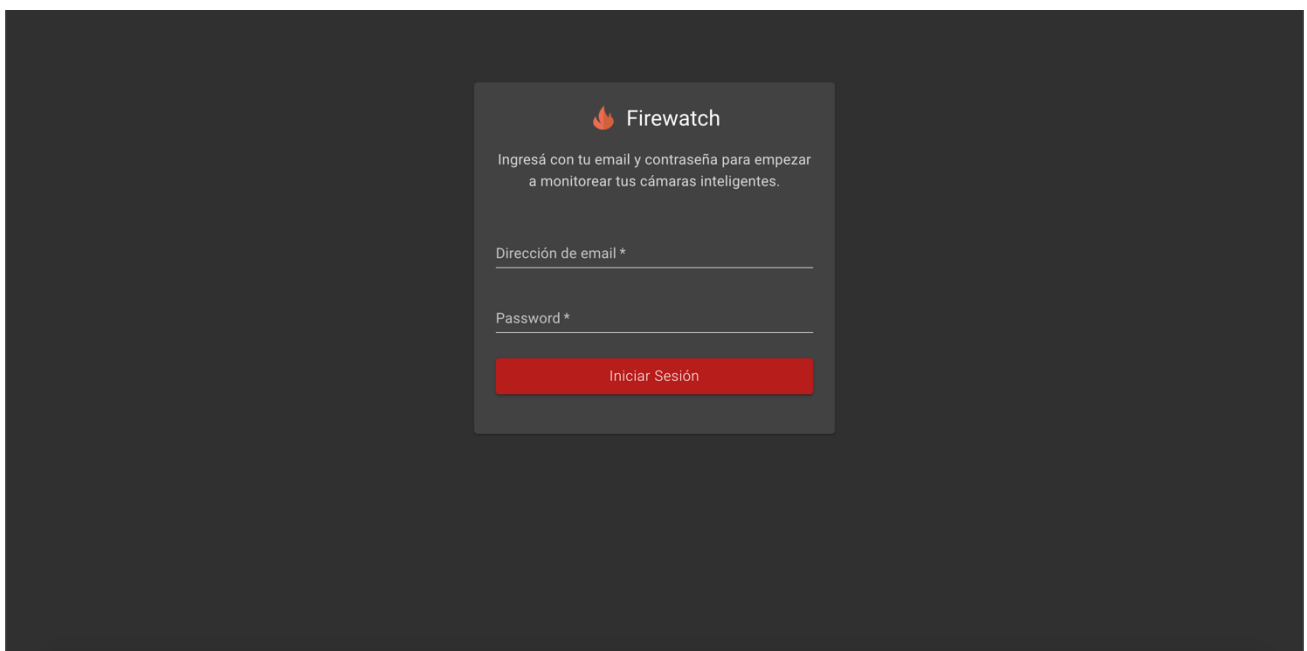 Firewatch
Ingresá con tu email y contraseña para empezar
a monitorear tus cámaras inteligentes.
Dirección de email *
Password *
Iniciar Sesión